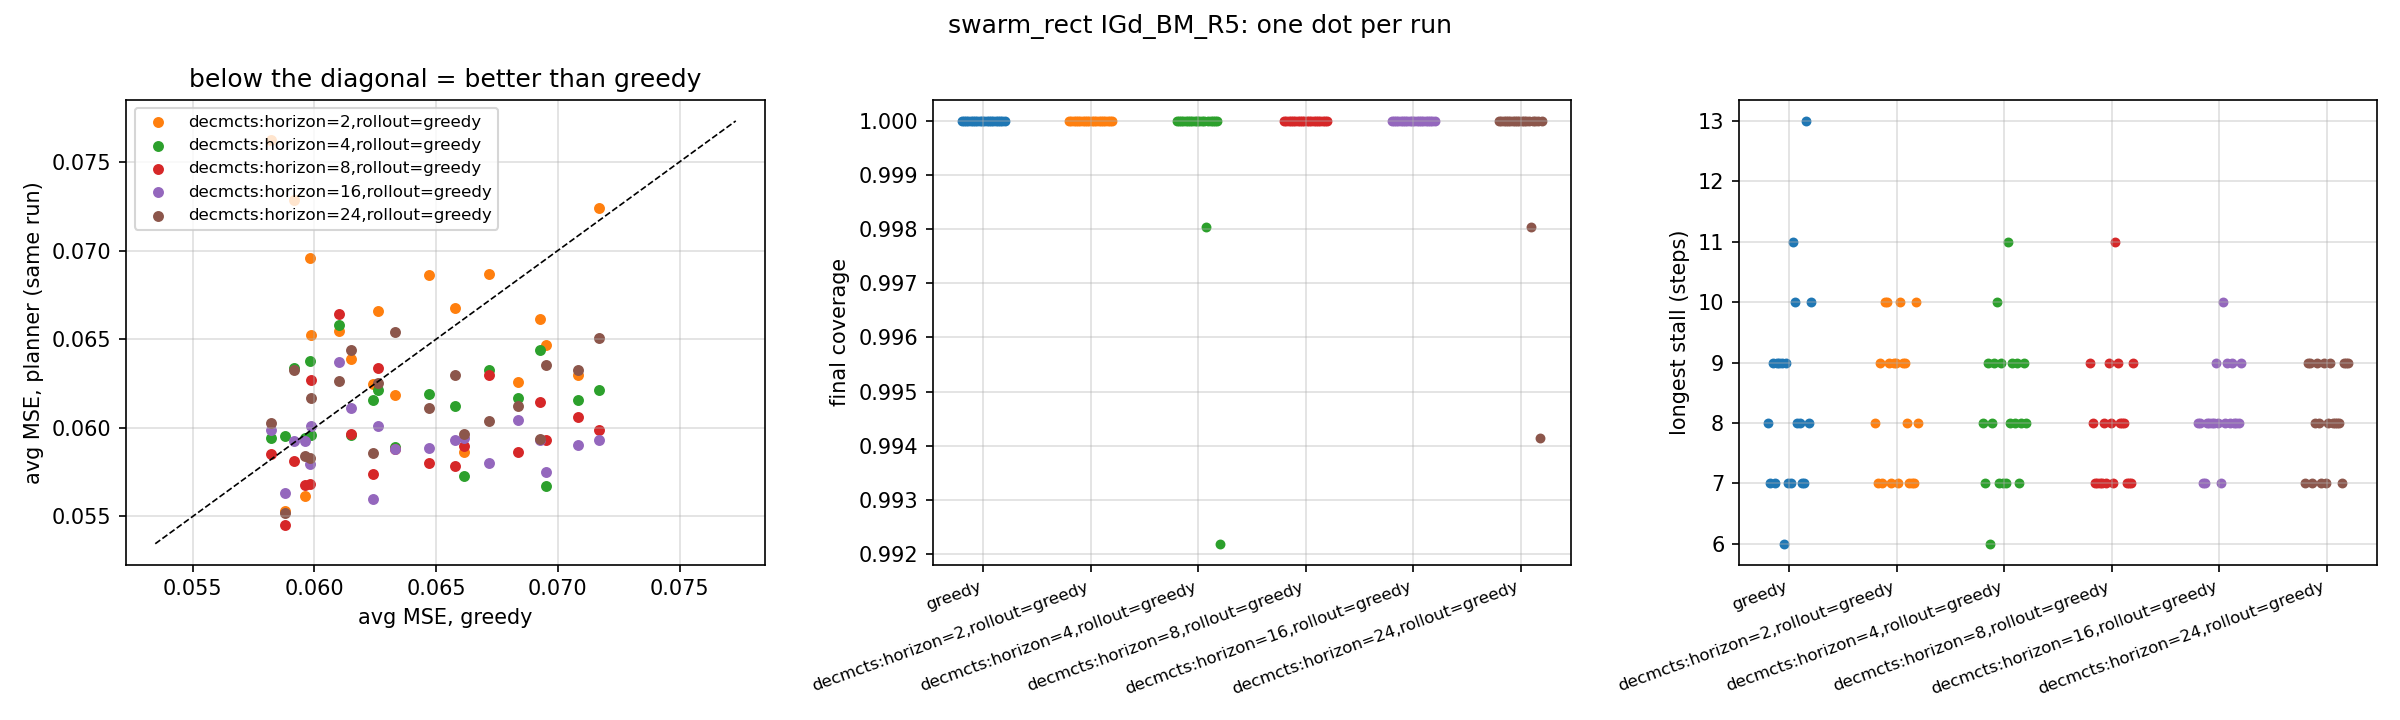 swarm_rect IGd_BM_R5: one dot per run
below the diagonal = better than greedy
avg MSE, planner (same run)
0.075
0.070
0.065
0.060
0.055
decmcts:horizon=2,rollout=greedy
decmcts:horizon=4,rollout=greedy
decmcts:horizon=8,rollout=greedy
decmcts:horizon=16,rollout=greedy
decmcts:horizon=24,rollout=greedy
0.055 0.060 0.065 0.070 0.075
avg MSE, greedy
final coverage
1.000
0.999
0.998
0.997
0.996
0.995
0.994
0.993
0.992
greedy
decmcts:horizon=2,rollout=greedy
decmcts:horizon=4,rollout=greedy
decmcts:horizon=8,rollout=greedy
decmcts:horizon=16,rollout=greedy
decmcts:horizon=24,rollout=greedy
longest stall (steps)
13
12
11
10
9
8
7
6
greedy
decmcts:horizon=2,rollout=greedy
decmcts:horizon=4,rollout=greedy
decmcts:horizon=8,rollout=greedy
decmcts:horizon=16,rollout=greedy
decmcts:horizon=24,rollout=greedy